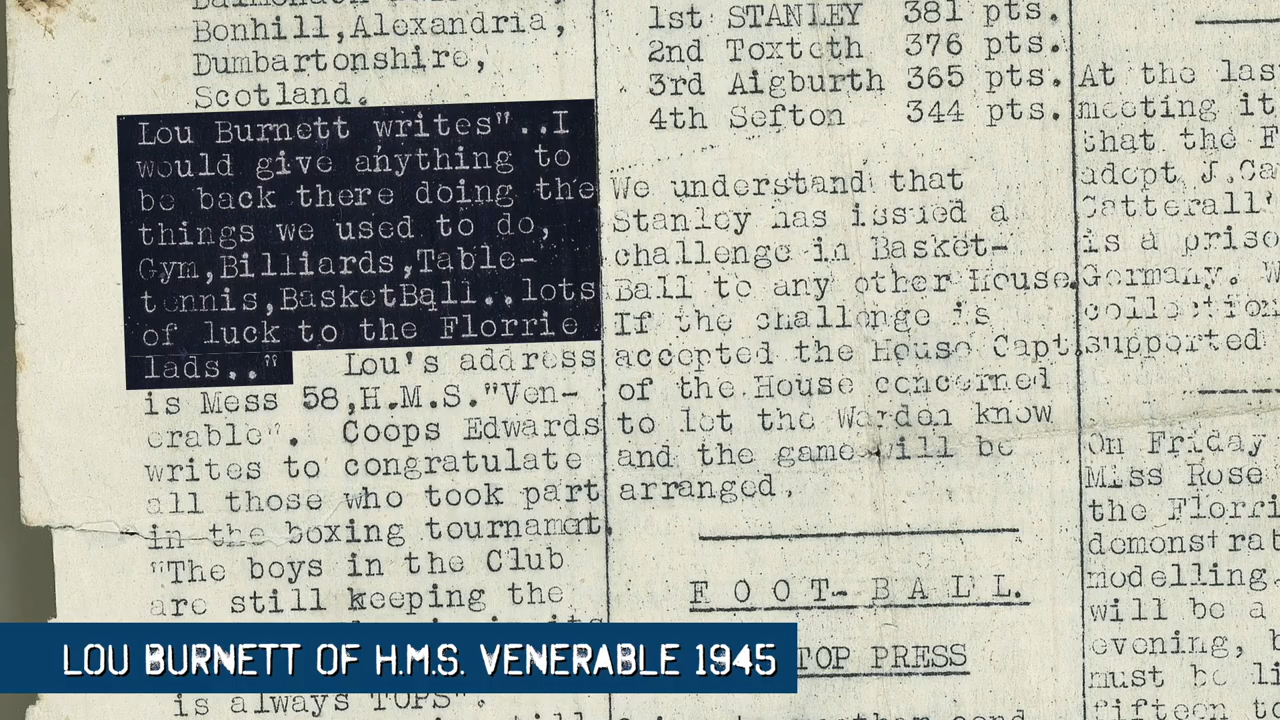 Bonhill,Alexandria,
Dumbartonshire,
Scotland.
Lou Burnett writes"..I
would give anything to
be back there doing the
things we used to do,
Gym,Billiards,Table-
tennis,BasketBall..lots
of luck to the Florrie
lads.." Lou's address
is Mess 58,H.M.S."Ven-
erable". Coops Edwards
writes to congratulate
all those who took part
in the boxing tournament.
"The boys in the Club
are still keeping the
is always TOPS".
1st STANLEY 381 pts.
2nd Toxteth 376 pts.
3rd Aigburth 365 pts.
4th Sefton 344 pts.
We understand that
Stanley has issued a
challenge in Basket-
Ball to any other House.
If the challenge is
accepted the House Capt.
of the House concerned
to let the Warden know
and the game will be
arranged.
F O O T- B A L L.
TOP PRESS
At the las
meeting it
that the F
adopt J.Ca
Catterall'
is a priso
Germany. W
collection
supported
On Friday
Miss Rose
the Florri
demonstrat
modelling.
will be a
evening, b
must be li
fifteen to
LOU BURNETT OF H.M.S. VENERABLE 1945